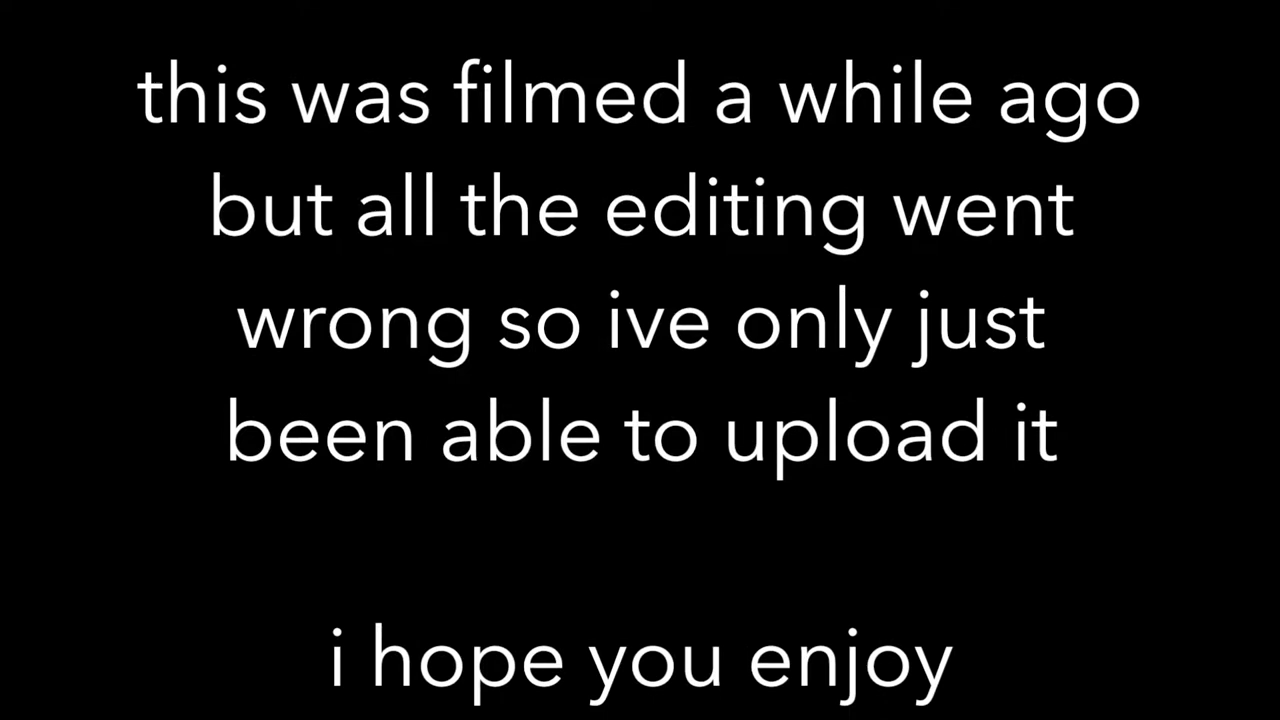 this was filmed a while ago
but all the editing went
wrong so ive only just
been able to upload it
i hope you enjoy